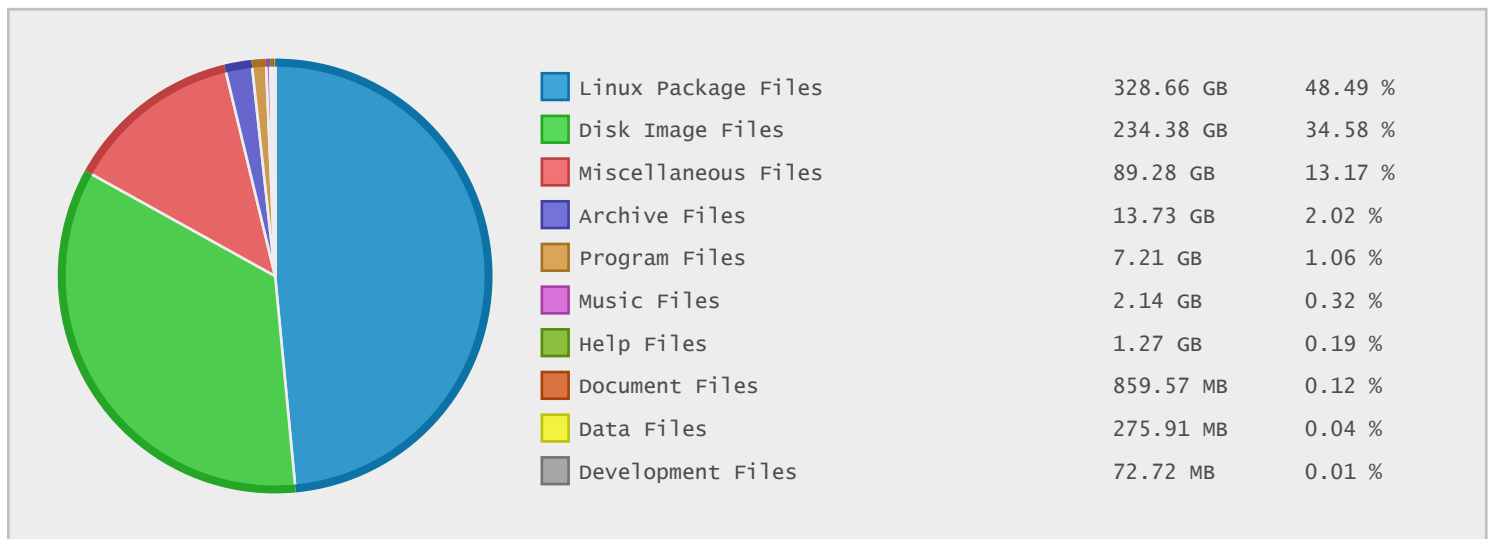 Linux Package Files 328.66 GB 48.49 %
Disk Image Files 234.38 GB 34.58 %
Miscellaneous Files 89.28 GB 13.17 %
Archive Files 13.73 GB 2.02 %
Program Files 7.21 GB 1.06 %
Music Files 2.14 GB 0.32 %
Help Files 1.27 GB 0.19 %
Document Files 859.57 MB 0.12 %
Data Files 275.91 MB 0.04 %
Development Files 72.72 MB 0.01 %